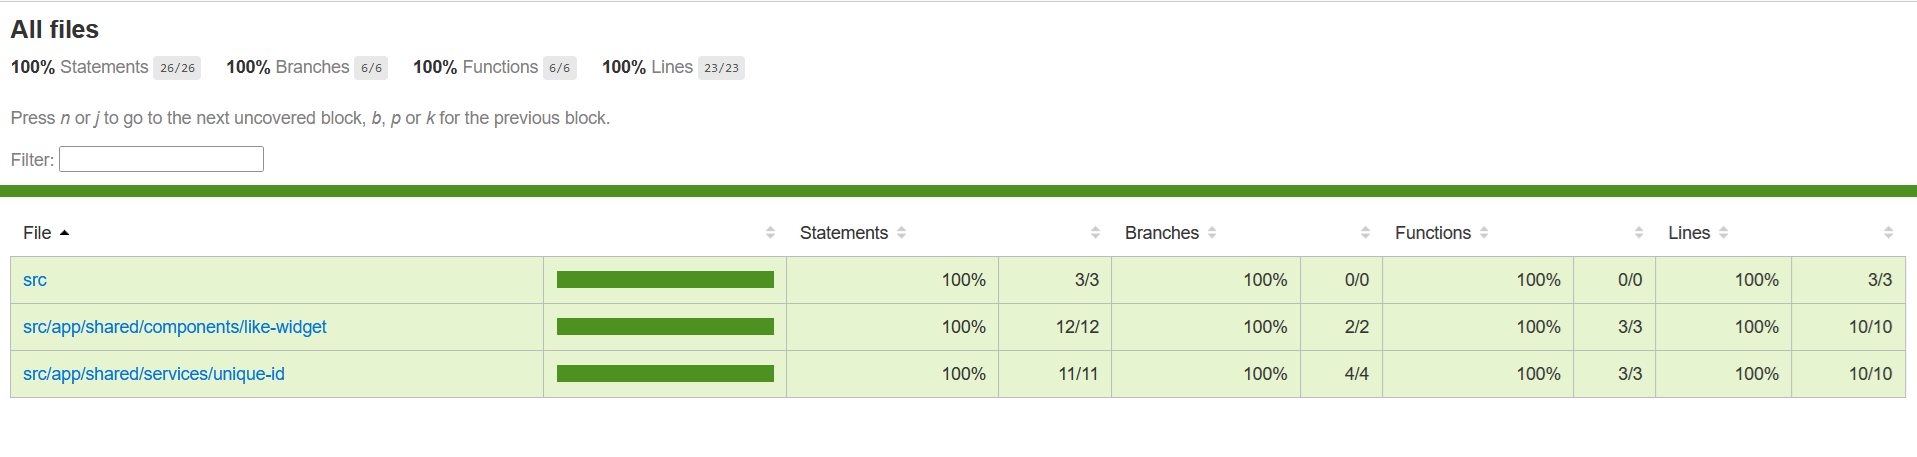 All files
100% Statements 26/26 100% Branches 6/6 100% Functions 6/6 100% Lines 23/23
Press n or j to go to the next uncovered block, b, p or k for the previous block.
Filter:
File Statements Branches Functions Lines
src 100% 3/3 100% 0/0 100% 0/0 100% 3/3
src/app/shared/components/like-widget 100% 12/12 100% 2/2 100% 3/3 100% 10/10
src/app/shared/services/unique-id 100% 11/11 100% 4/4 100% 3/3 100% 10/10